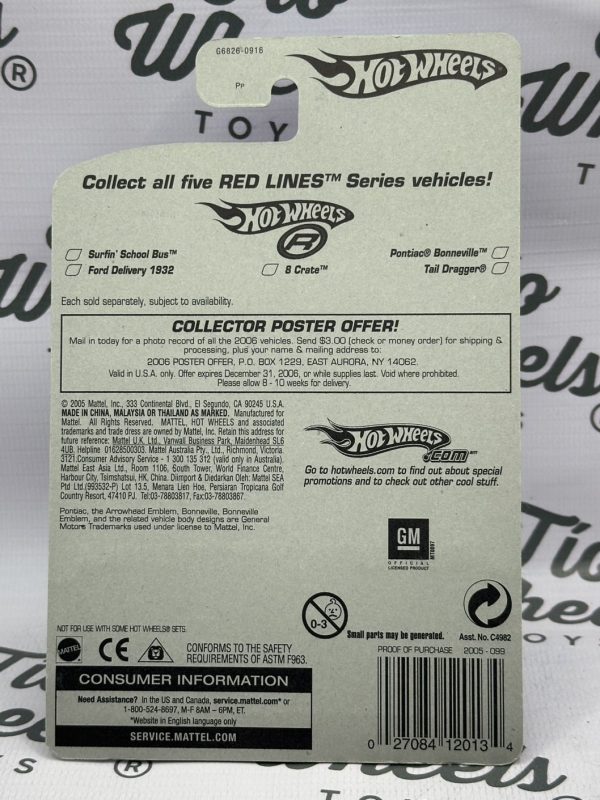 G6826-0916
Pp
HOT WHEELS
Collect all five RED LINES™ Series vehicles!
HOT WHEELS
R
Surfin' School Bus™
Ford Delivery 1932
8 Crate™
Pontiac® Bonneville™
Tail Dragger®
Each sold separately, subject to availability.
COLLECTOR POSTER OFFER!
Mail in today for a photo record of all the 2006 vehicles. Send $3.00 (check or money order) for shipping &
processing, plus your name & mailing address to:
2006 POSTER OFFER, P.O. BOX 1229, EAST AURORA, NY 14052.
Valid in U.S.A. only. Offer expires December 31, 2006, or while supplies last. Void where prohibited.
Please allow 8 - 10 weeks for delivery.
© 2005 Mattel, Inc., 333 Continental Blvd., El Segundo, CA 90245 U.S.A.
MADE IN CHINA, MALAYSIA OR THAILAND AS MARKED. Manufactured for
Mattel. All Rights Reserved. MATTEL, HOT WHEELS and associated
trademarks and trade dress are owned by Mattel, Inc. Retain this address for
future reference: Mattel U.K. Ltd., Vanwall Business Park, Maidenhead SL6
4UB. Helpline 01628500303. Mattel Australia Pty., Ltd., Richmond, Victoria.
3121.Consumer Advisory Service - 1 300 135 312 (valid only in Australia).
Mattel East Asia Ltd., Room 1106, South Tower, World Finance Centre,
Harbour City, Tsimshatsui, HK, China. Diimport & Diedarkan Oleh: Mattel SEA
Ptd Ltd.(993532-P) Lot 13.5, Menara Lien Hoe, Persiaran Tropicana Golf
Country Resort, 47410 PJ. Tel:03-78803817, Fax:03-78803867.
Pontiac, the Arrowhead Emblem, Bonneville, Bonneville
Emblem, and the related vehicle body designs are General
Motors Trademarks used under license to Mattel, Inc.
HOT WHEELS
.COM
Go to hotwheels.com to find out about special
promotions and to check out other cool stuff.
GM
OFFICIAL
LICENSED PRODUCT
0-3
Small parts may be generated.
Asst. No. C4982
NOT FOR USE WITH SOME HOT WHEELS® SETS.
MATTEL
CE
CONFORMS TO THE SAFETY
REQUIREMENTS OF ASTM F963.
CONSUMER INFORMATION
Need Assistance? In the US and Canada, service.mattel.com* or
1-800-524-8697, M-F 8AM – 6PM, ET.
*Website in English language only
SERVICE.MATTEL.COM
PROOF OF PURCHASE 2005 - 099
0 27084 12013 4